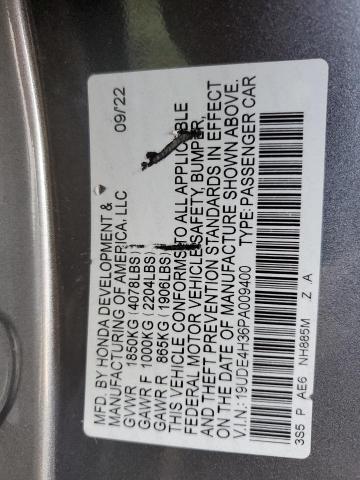 MFD. BY HONDA DEVELOPMENT &
MANUFACTURING OF AMERICA, LLC 09/22
GVWR 1850KG (4078LBS)
GAWR F 1000KG (2204LBS)
GAWR R 865KG (1906LBS)
THIS VEHICLE CONFORMS TO ALL APPLICABLE
FEDERAL MOTOR VEHICLE SAFETY, BUMPER,
AND THEFT PREVENTION STANDARDS IN EFFECT
ON THE DATE OF MANUFACTURE SHOWN ABOVE.
V.I.N: 19UDE4H36PA009400 TYPE: PASSENGER CAR
3S5 P AE6 NH885M Z A